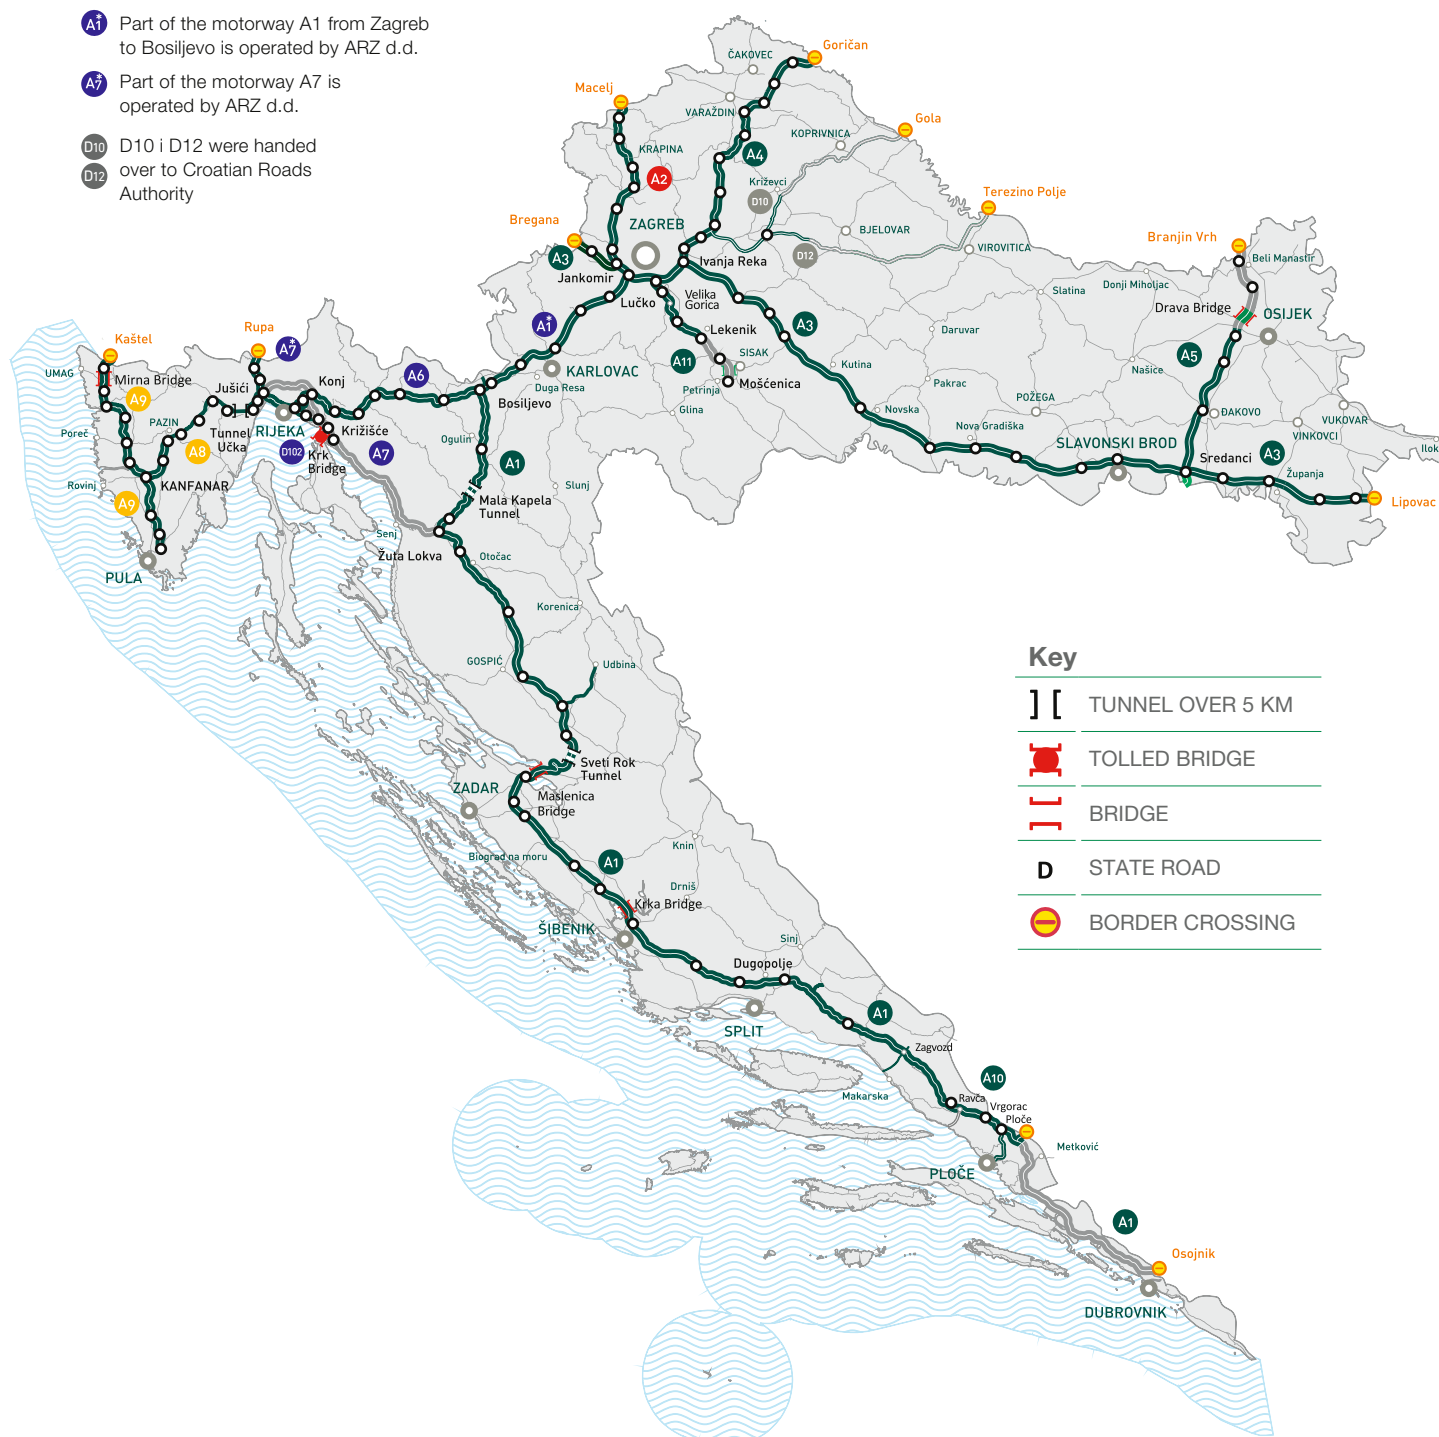 A1*
Part of the motorway A1 from Zagreb
to Bosiljevo is operated by ARZ d.d.
A7*
Part of the motorway A7 is
operated by ARZ d.d.
D10
D12
D10 i D12 were handed
over to Croatian Roads
Authority
Goričan
ČAKOVEC
Macelj
VARAŽDIN
Gola
KOPRIVNICA
KRAPINA
A4
A2
Križevci
D10
Terezino Polje
Bregana
ZAGREB
BJELOVAR
Branjin Vrh
VIROVITICA
A3
D12
Ivanja Reka
Beli Manastir
Jankomir
Donji Miholjac
Slatina
Lučko
Velika
Gorica
Drava Bridge
OSIJEK
Rupa
A1*
Lekenik
A3
Daruvar
Kaštel
A7*
SISAK
A5
UMAG
Mirna Bridge
A6
A11
KARLOVAC
Kutina
Našice
Jušići
Konj
Duga Resa
Petrinja
Mošćenica
Pakrac
A9
Bosiljevo
Glina
Novska
POŽEGA
ĐAKOVO
VUKOVAR
PAZIN
Poreč
RIJEKA
Križišće
Nova Gradiška
VINKOVCI
Tunnel
Učka
Ogulin
SLAVONSKI BROD
Ilok
A8
D102
Krk
Bridge
A7
A1
Sredanci
A3
Rovinj
KANFANAR
Slunj
Županja
A9
Mala Kapela
Tunnel
Lipovac
Senj
Žuta Lokva
Otočac
PULA
Korenica
GOSPIĆ
Udbina
Key
TUNNEL OVER 5 KM
TOLLED BRIDGE
BRIDGE
D
STATE ROAD
BORDER CROSSING
Sveti Rok
Tunnel
ZADAR
Maslenica
Bridge
Knin
Biograd na moru
A1
Drniš
Krka Bridge
ŠIBENIK
Sinj
Dugopolje
A1
SPLIT
Zagvozd
A10
Makarska
Ravča
Vrgorac
Ploče
Metković
PLOČE
A1
Osojnik
DUBROVNIK